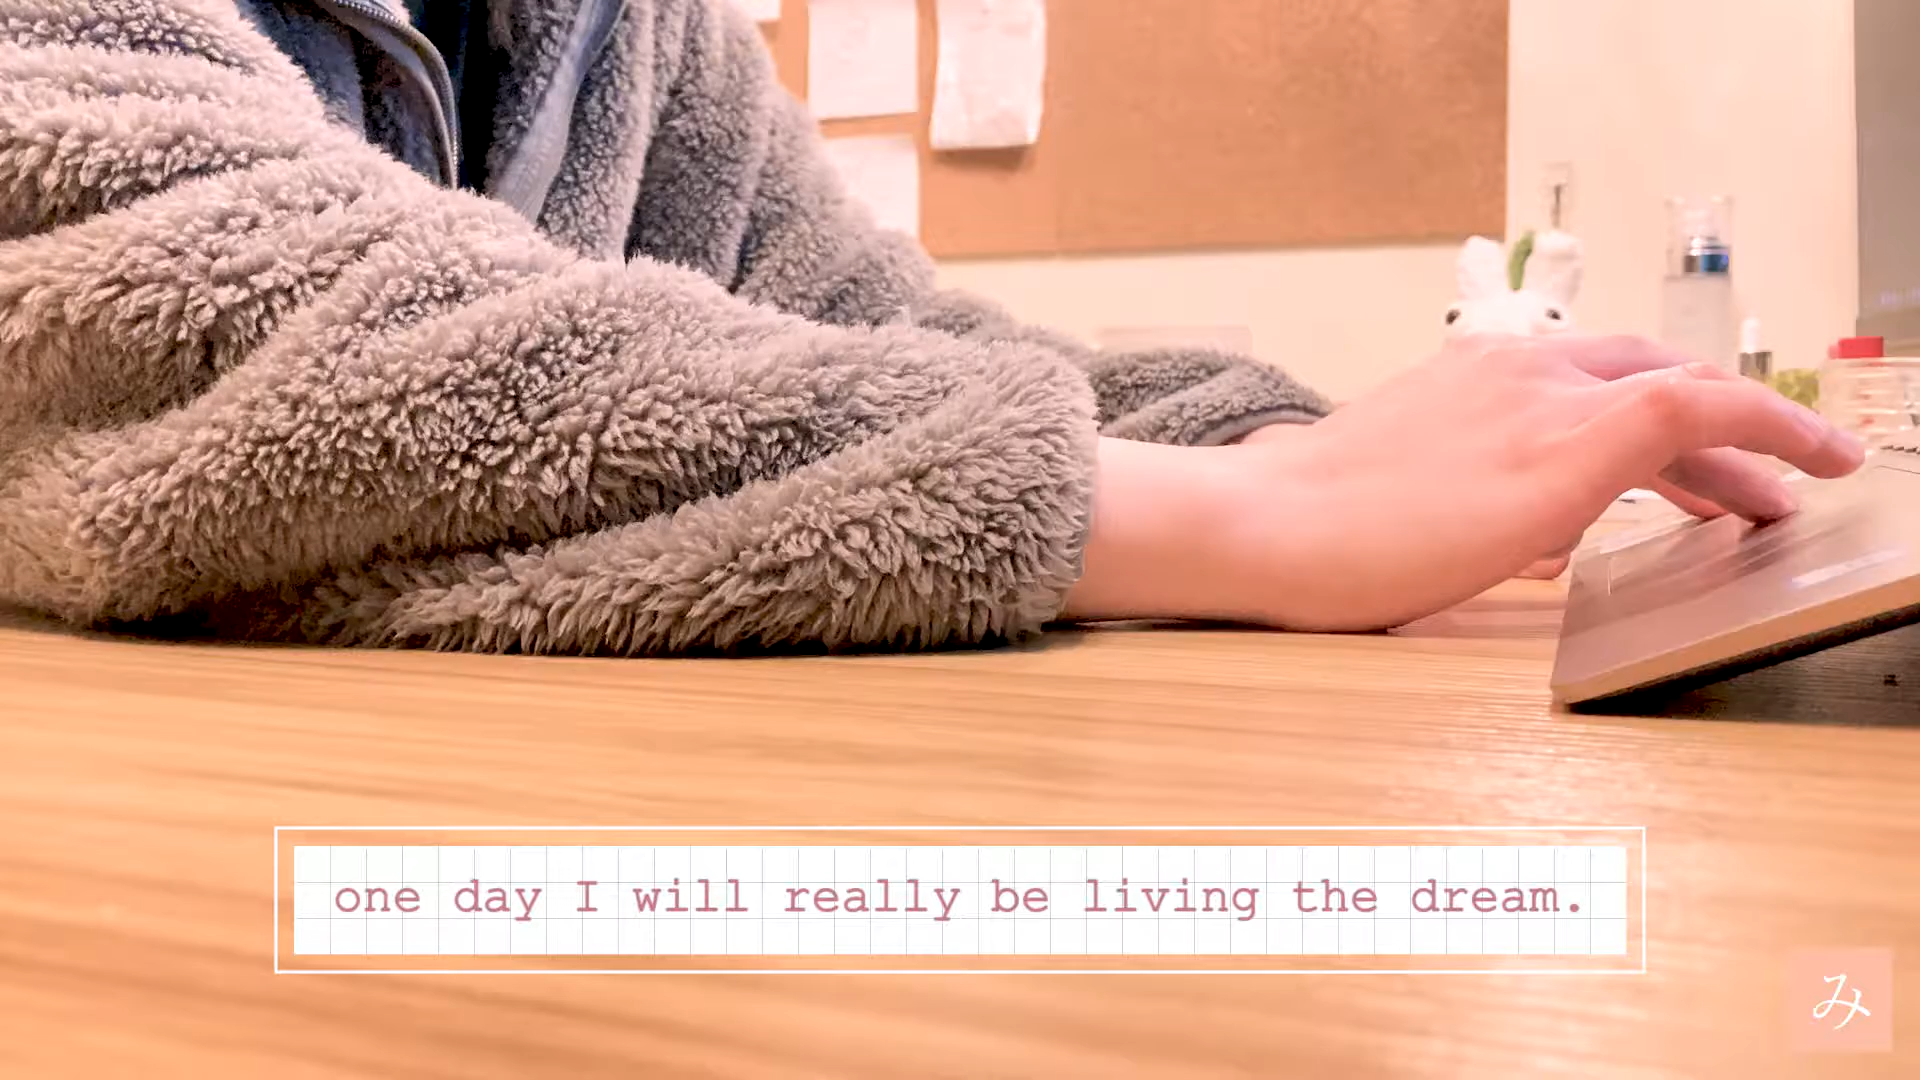 one day I will really be living the dream.
み